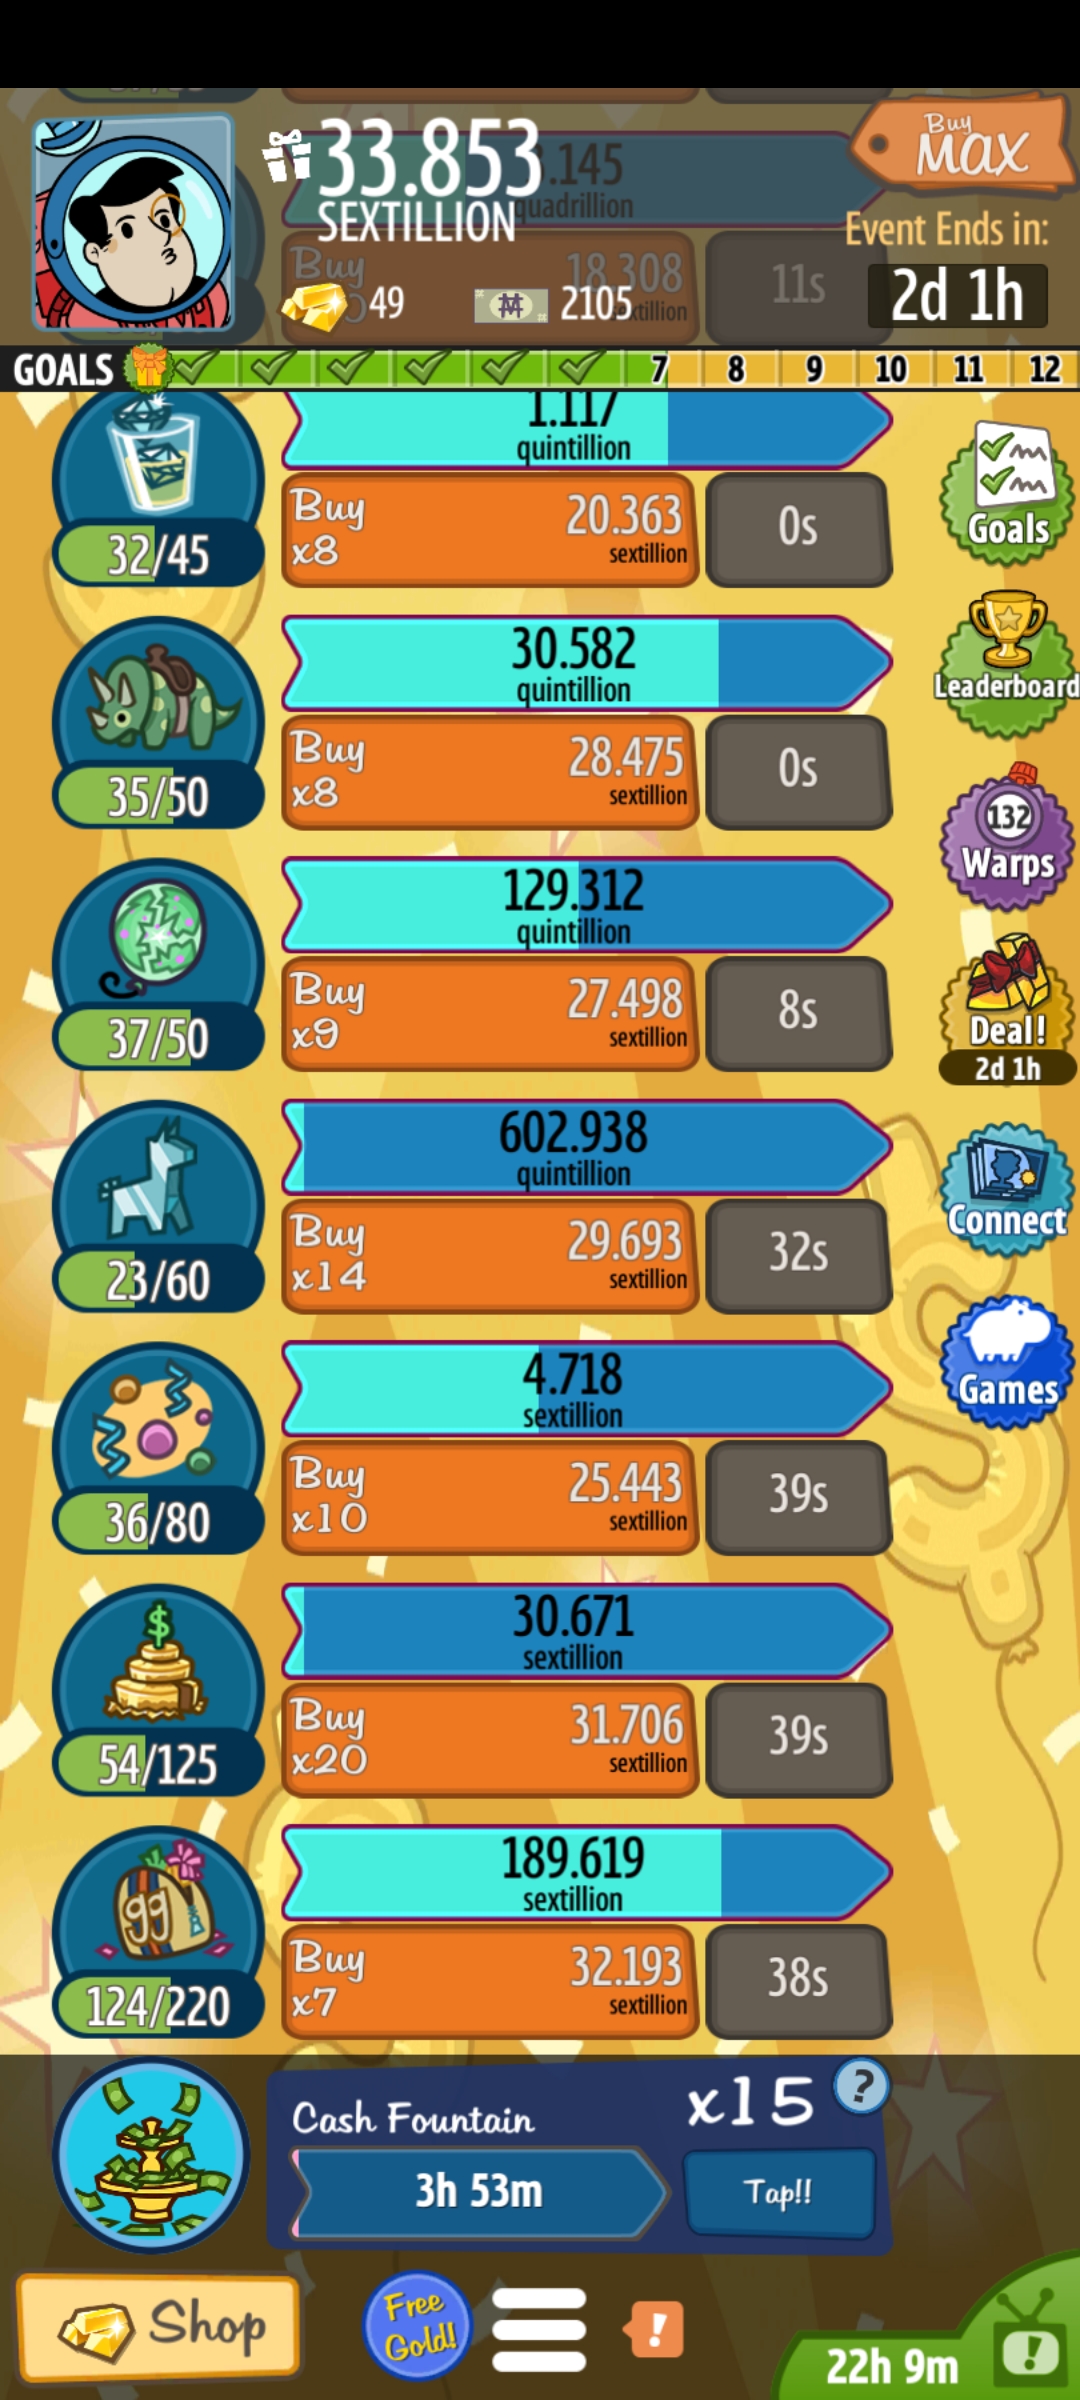 33.853
SEXTILLION
.145
quadrillion
Buy
MAX
Event Ends in:
2d 1h
Buy
18.308
11s
49
2105
GOALS
7
8
9
10
11
12
1.117
quintillion
Buy
x8
20.363
sextillion
0s
32/45
Goals
30.582
quintillion
Buy
x8
28.475
sextillion
0s
35/50
Leaderboard
129.312
quintillion
Buy
x9
27.498
sextillion
8s
37/50
132
Warps
Deal!
2d 1h
602.938
quintillion
Buy
x14
29.693
sextillion
32s
23/60
Connect
4.718
sextillion
Buy
x10
25.443
sextillion
39s
36/80
Games
30.671
sextillion
Buy
x20
31.706
sextillion
39s
$
54/125
189.619
sextillion
Buy
x7
32.193
sextillion
38s
gg
124/220
Cash Fountain
x15
?
3h 53m
Tap!!
Shop
Free
Gold!
!
22h 9m
!